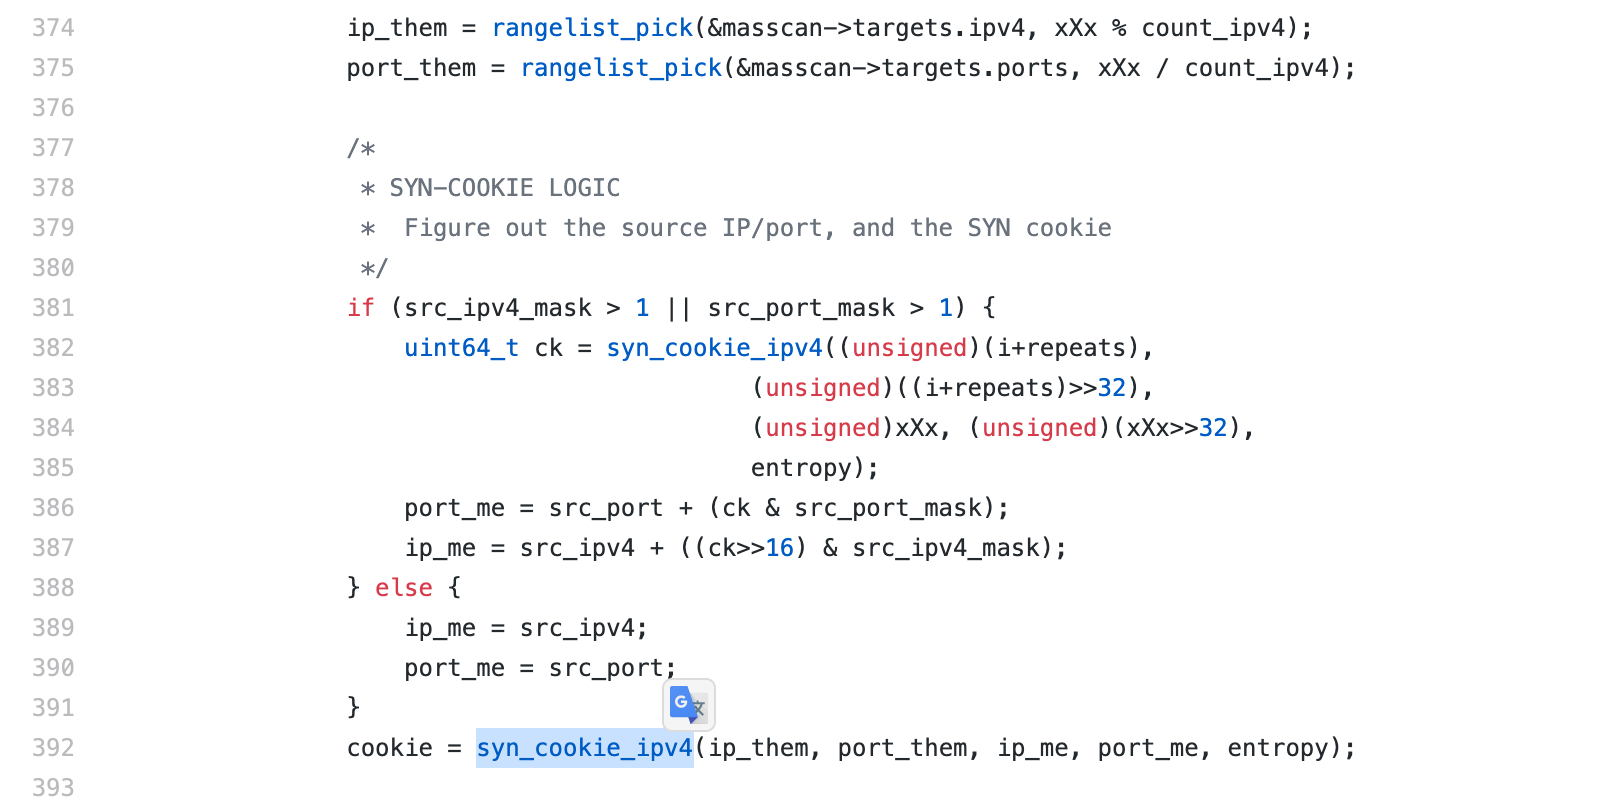 374 ip_them = rangelist_pick(&masscan->targets.ipv4, xXx % count_ipv4);
375 port_them = rangelist_pick(&masscan->targets.ports, xXx / count_ipv4);
376
377 /*
378 * SYN-COOKIE LOGIC
379 * Figure out the source IP/port, and the SYN cookie
380 */
381 if (src_ipv4_mask > 1 || src_port_mask > 1) {
382 uint64_t ck = syn_cookie_ipv4((unsigned)(i+repeats),
383 (unsigned)((i+repeats)>>32),
384 (unsigned)xXx, (unsigned)(xXx>>32),
385 entropy);
386 port_me = src_port + (ck & src_port_mask);
387 ip_me = src_ipv4 + ((ck>>16) & src_ipv4_mask);
388 } else {
389 ip_me = src_ipv4;
390 port_me = src_port;
391 }
G文
392 cookie = syn_cookie_ipv4(ip_them, port_them, ip_me, port_me, entropy);
393